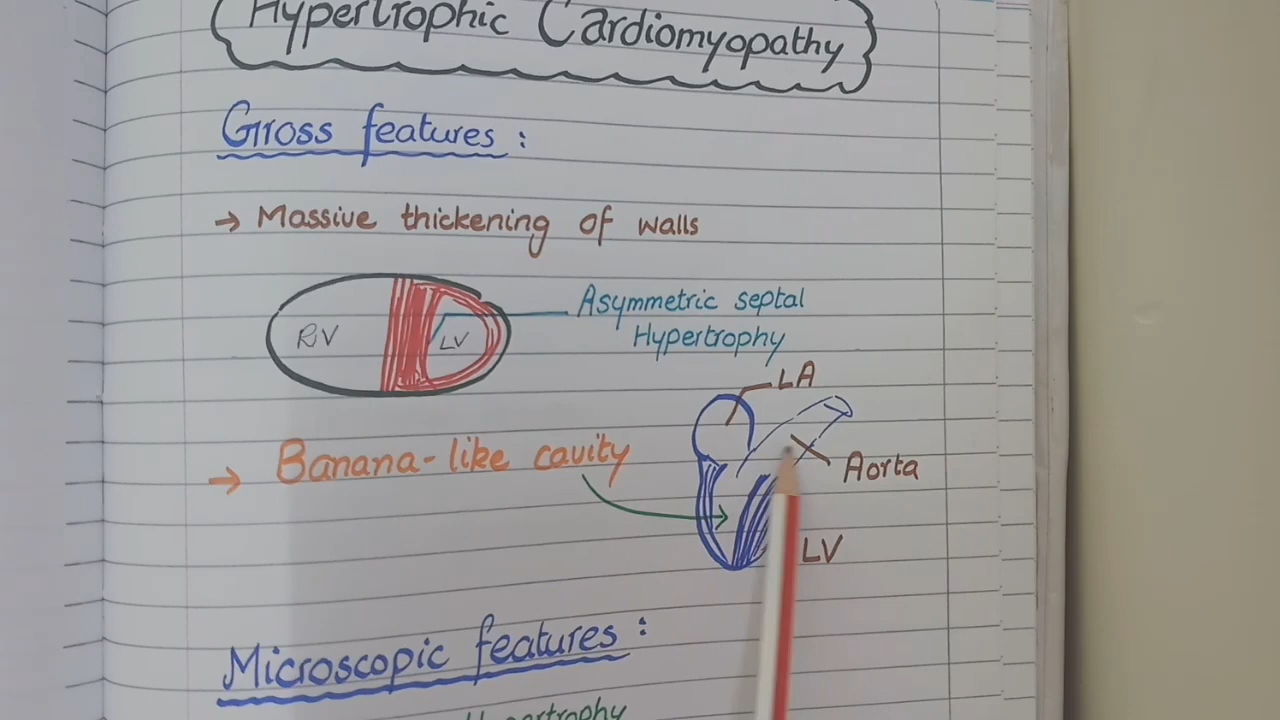 Hypertrophic Cardiomyopathy
Gross features :
→ Massive thickening of walls
RV
LV
Asymmetric septal
Hypertrophy
LA
→ Banana-like cavity
Aorta
LV
Microscopic features :
Hypertrophy